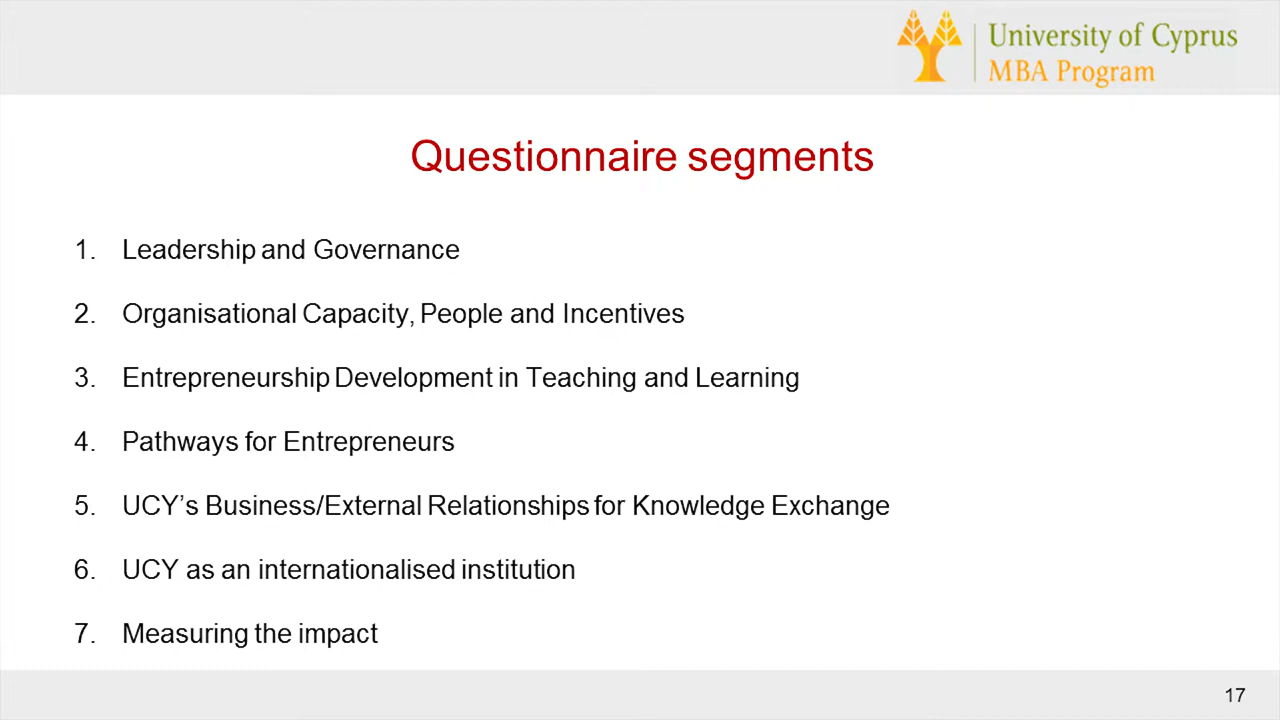 University of Cyprus
MBA Program
Questionnaire segments
1. Leadership and Governance
2. Organisational Capacity, People and Incentives
3. Entrepreneurship Development in Teaching and Learning
4. Pathways for Entrepreneurs
5. UCY’s Business/External Relationships for Knowledge Exchange
6. UCY as an internationalised institution
7. Measuring the impact
17